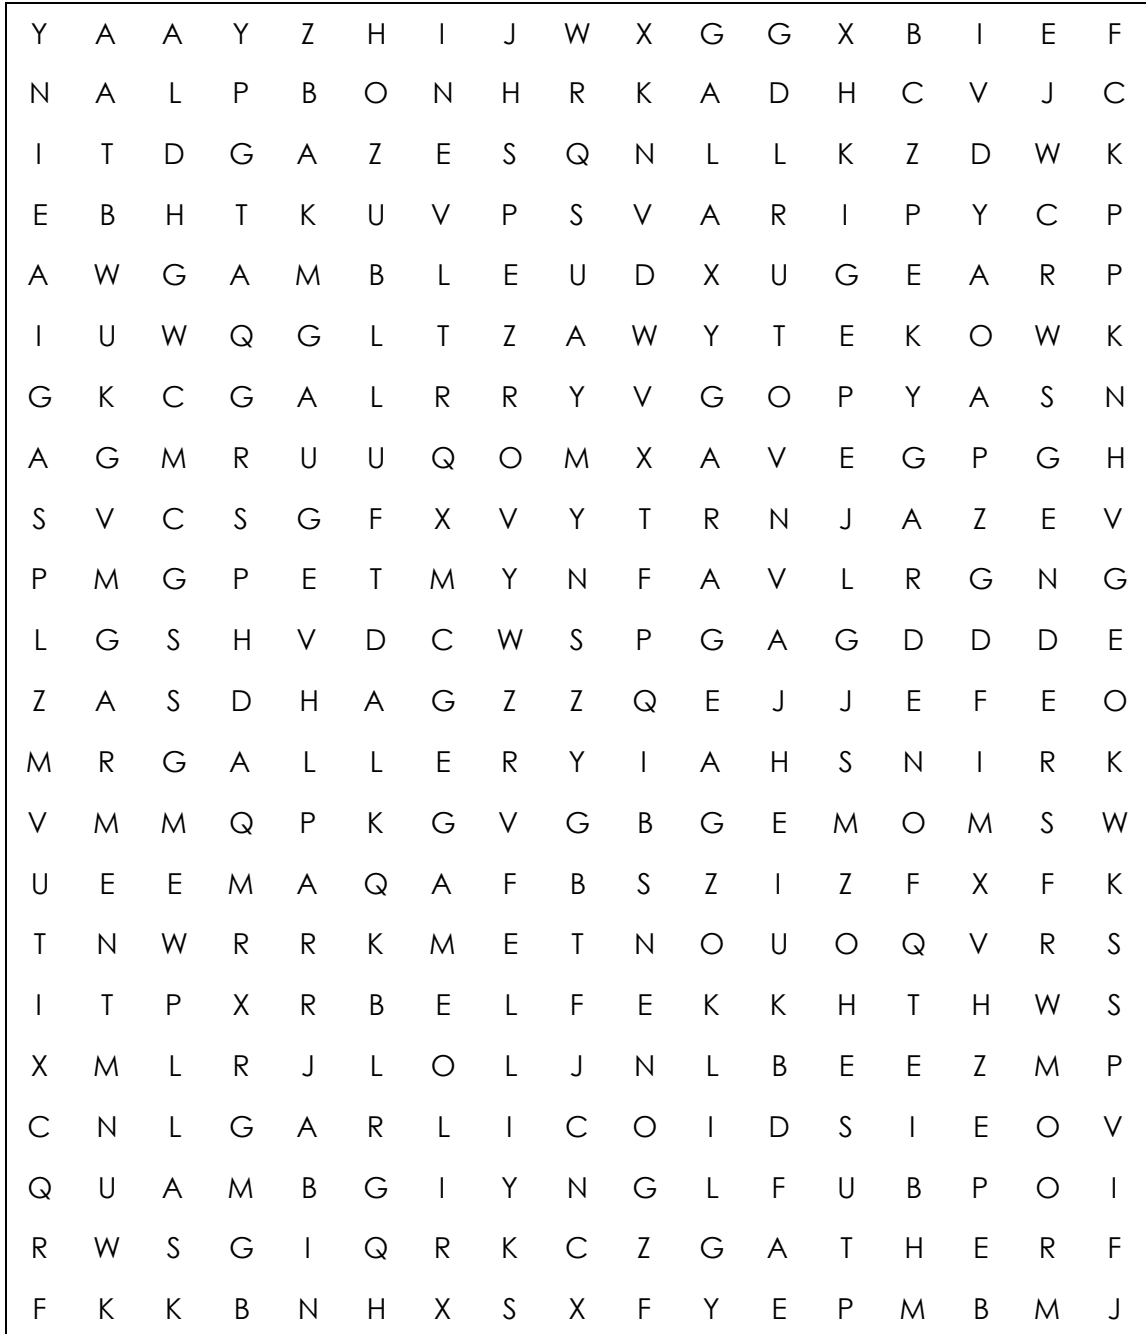 Y A A Y Z H I J W X G G X B I E F
N A L P B O N H R K A D H C V J C
I T D G A Z E S Q N L L K Z D W K
E B H T K U V P S V A R I P Y C P
A W G A M B L E U D X U G E A R P
I U W Q G L T Z A W Y T E K O W K
G K C G A L R R Y V G O P Y A S N
A G M R U U Q O M X A V E G P G H
S V C S G F X V Y T R N J A Z E V
P M G P E T M Y N F A V L R G N G
L G S H V D C W S P G A G D D D E
Z A S D H A G Z Z Q E J J E F E O
M R G A L L E R Y I A H S N I R K
V M M Q P K G V G B G E M O M S W
U E E M A Q A F B S Z I Z F X F K
T N W R R K M E T N O U O Q V R S
I T P X R B E L F E K K H T H W S
X M L R J L O L J N L B E E Z M P
C N L G A R L I C O I D S I E O V
Q U A M B G I Y N G L F U B P O I
R W S G I Q R K C Z G A T H E R F
F K K B N H X S X F Y E P M B M J